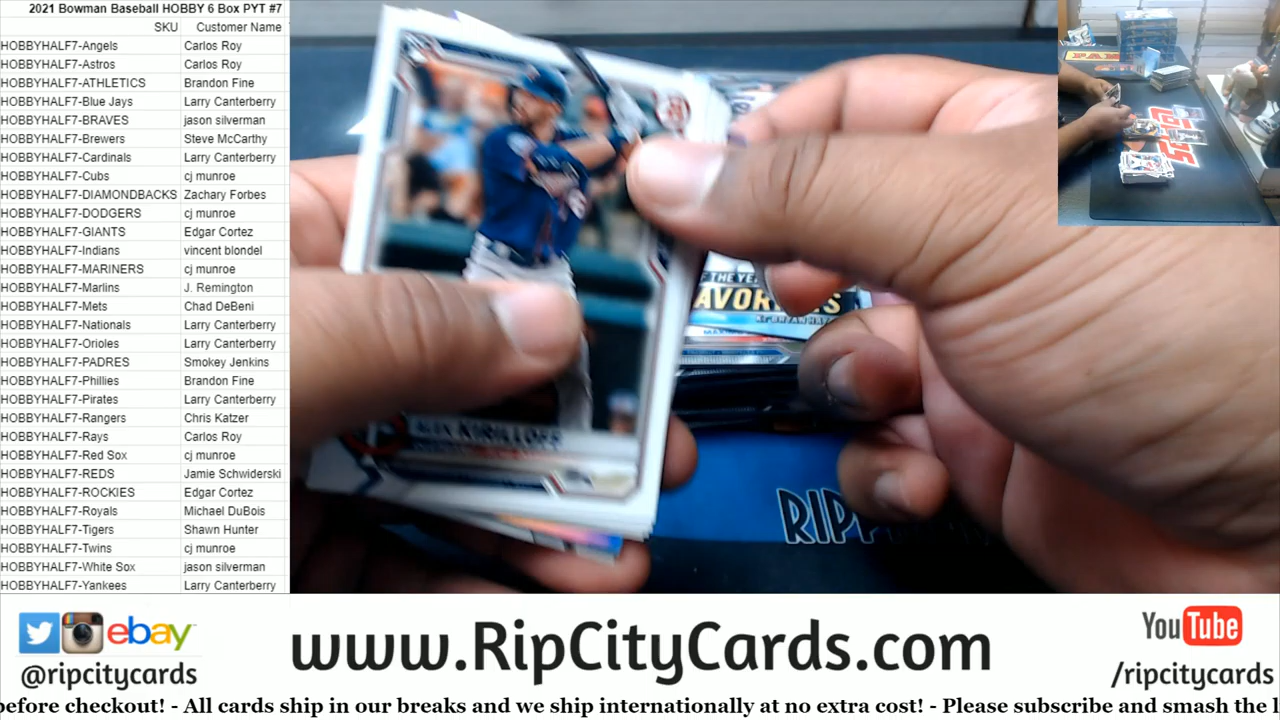 2021 Bowman Baseball HOBBY 6 Box PYT #7
SKU Customer Name
HOBBYHALF7-Angels Carlos Roy
HOBBYHALF7-Astros Carlos Roy
HOBBYHALF7-ATHLETICS Brandon Fine
HOBBYHALF7-Blue Jays Larry Canterberry
HOBBYHALF7-BRAVES jason silverman
HOBBYHALF7-Brewers Steve McCarthy
HOBBYHALF7-Cardinals Larry Canterberry
HOBBYHALF7-Cubs cj munroe
HOBBYHALF7-DIAMONDBACKS Zachary Forbes
HOBBYHALF7-DODGERS cj munroe
HOBBYHALF7-GIANTS Edgar Cortez
HOBBYHALF7-Indians vincent blondel
HOBBYHALF7-MARINERS cj munroe
HOBBYHALF7-Marlins J. Remington
HOBBYHALF7-Mets Chad DeBeni
HOBBYHALF7-Nationals Larry Canterberry
HOBBYHALF7-Orioles Larry Canterberry
HOBBYHALF7-PADRES Smokey Jenkins
HOBBYHALF7-Phillies Brandon Fine
HOBBYHALF7-Pirates Larry Canterberry
HOBBYHALF7-Rangers Chris Katzer
HOBBYHALF7-Rays Carlos Roy
HOBBYHALF7-Red Sox cj munroe
HOBBYHALF7-REDS Jamie Schwiderski
HOBBYHALF7-ROCKIES Edgar Cortez
HOBBYHALF7-Royals Michael DuBois
HOBBYHALF7-Tigers Shawn Hunter
HOBBYHALF7-Twins cj munroe
HOBBYHALF7-White Sox jason silverman
HOBBYHALF7-Yankees Larry Canterberry
KIRILLOFF
OF THE YE
AVOR
RIPP
ebay
@ripcitycards
www.RipCityCards.com
YouTube
/ripcitycards
before checkout! - All cards ship in our breaks and we ship internationally at no extra cost! - Please subscribe and smash the l